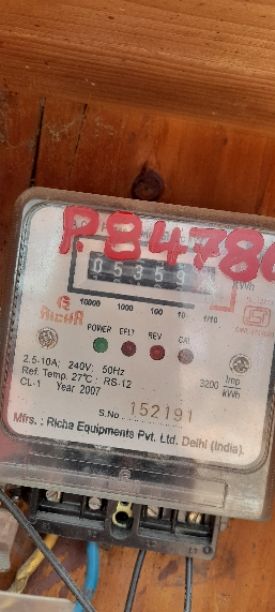 P.84780
05359
kWh
10000 1000 100 10 1/10
RICHA
POWER EFLT REV CAL
2.5-10A; 240V; 50Hz
Ref. Temp. 27°C · RS-12
CL-1 Year 2007
3200 Imp/kWh
S.No. 152191
Mfrs. : Richa Equipments Pvt. Ltd. Delhi (India).